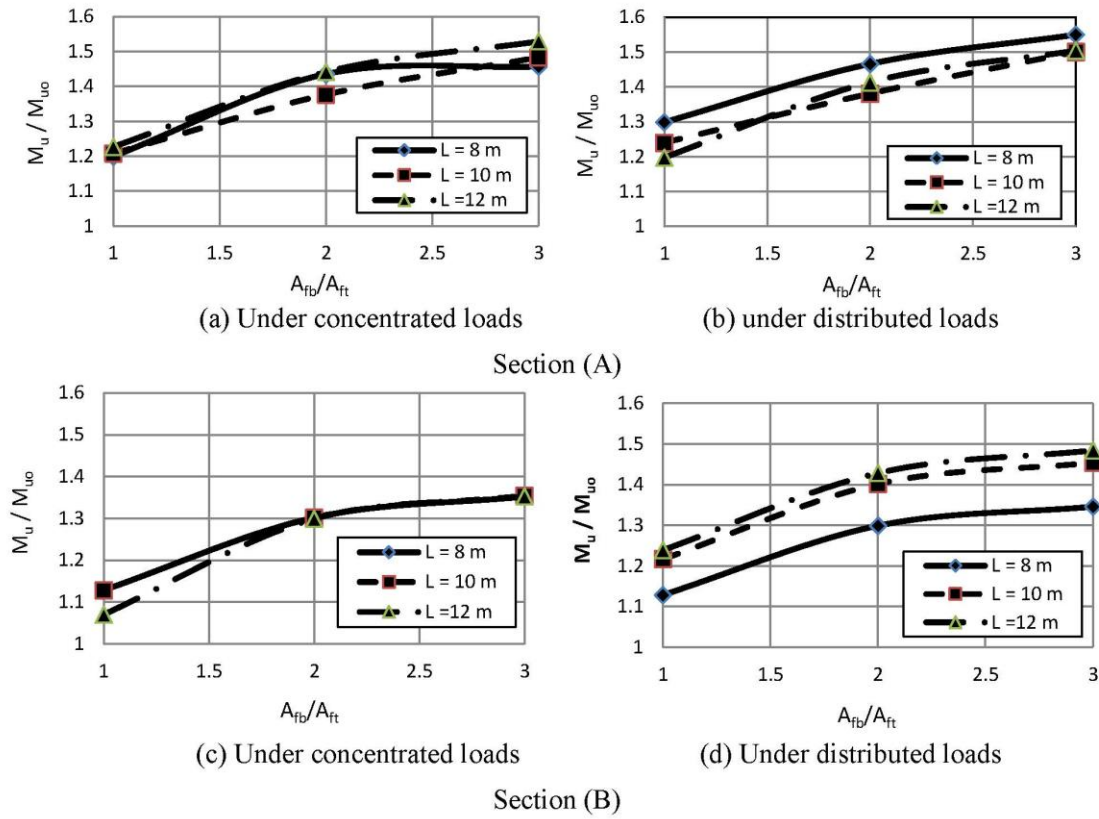 1.6
1.5
1.4
1.3
1.2
1.1
1
M_u / M_uo
1 1.5 2 2.5 3
A_fb/A_ft
L = 8 m
L = 10 m
L =12 m
(a) Under concentrated loads
1.6
1.5
1.4
1.3
1.2
1.1
1
M_u / M_uo
1 1.5 2 2.5 3
A_fb/A_ft
L = 8 m
L = 10 m
L =12 m
(b) under distributed loads
Section (A)
1.6
1.5
1.4
1.3
1.2
1.1
1
M_u / M_uo
1 1.5 2 2.5 3
A_fb/A_ft
L = 8 m
L = 10 m
L =12 m
(c) Under concentrated loads
1.6
1.5
1.4
1.3
1.2
1.1
1
M_u / M_uo
1 1.5 2 2.5 3
A_fb/A_ft
L = 8 m
L = 10 m
L =12 m
(d) Under distributed loads
Section (B)